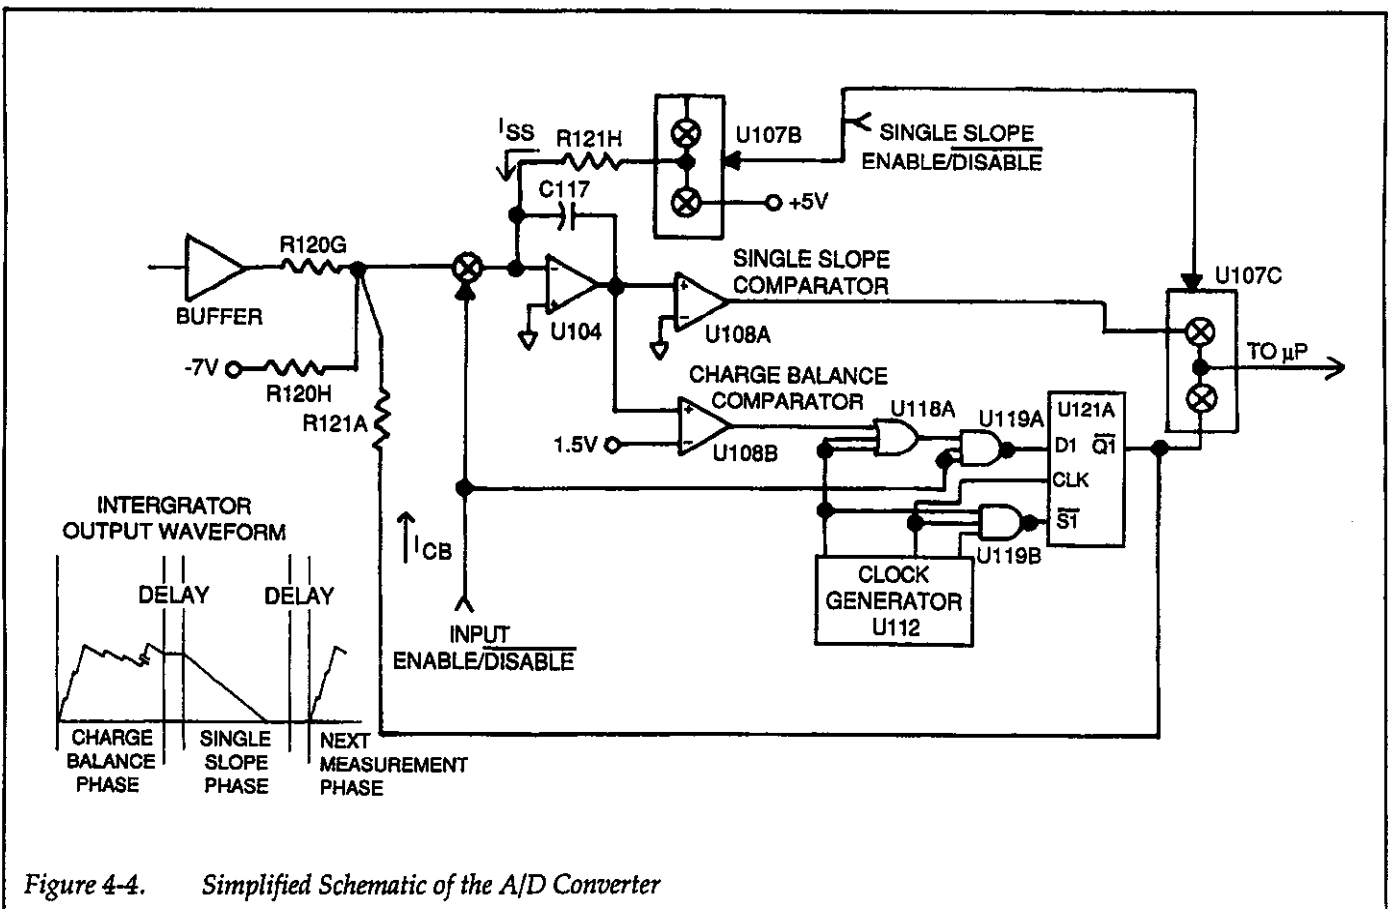 I SS
R121H
U107B
SINGLE SLOPE
ENABLE/DISABLE
C117
+5V
R120G
SINGLE SLOPE
COMPARATOR
U107C
BUFFER
-
+
U104
+
-
U108A
TO µP
-7V
R120H
CHARGE BALANCE
COMPARATOR
U118A
U119A
U121A
R121A
1.5V
+
-
U108B
D1
Q1
CLK
S1
INTERGRATOR
OUTPUT WAVEFORM
I CB
U119B
DELAY
DELAY
CLOCK
GENERATOR
U112
INPUT
ENABLE/DISABLE
CHARGE
BALANCE
PHASE
SINGLE
SLOPE
PHASE
NEXT
MEASUREMENT
PHASE
Figure 4-4. Simplified Schematic of the A/D Converter